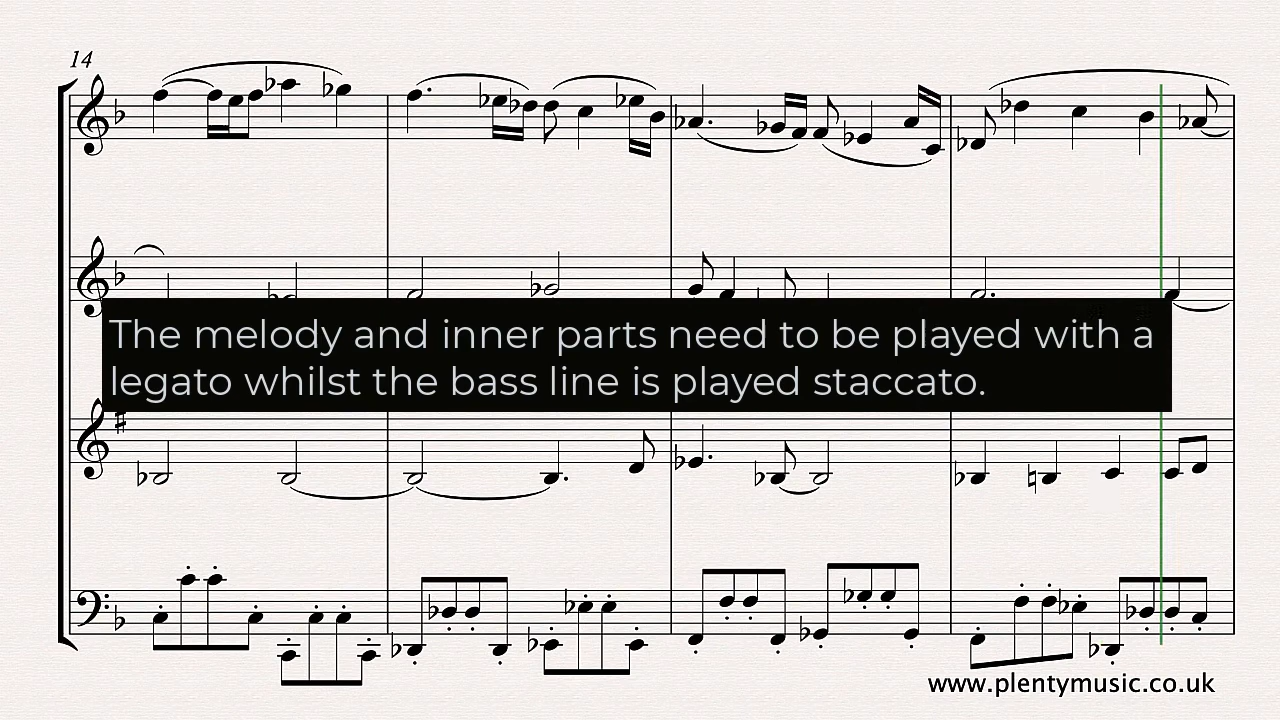 14
The melody and inner parts need to be played with a
legato whilst the bass line is played staccato.
www.plentymusic.co.uk